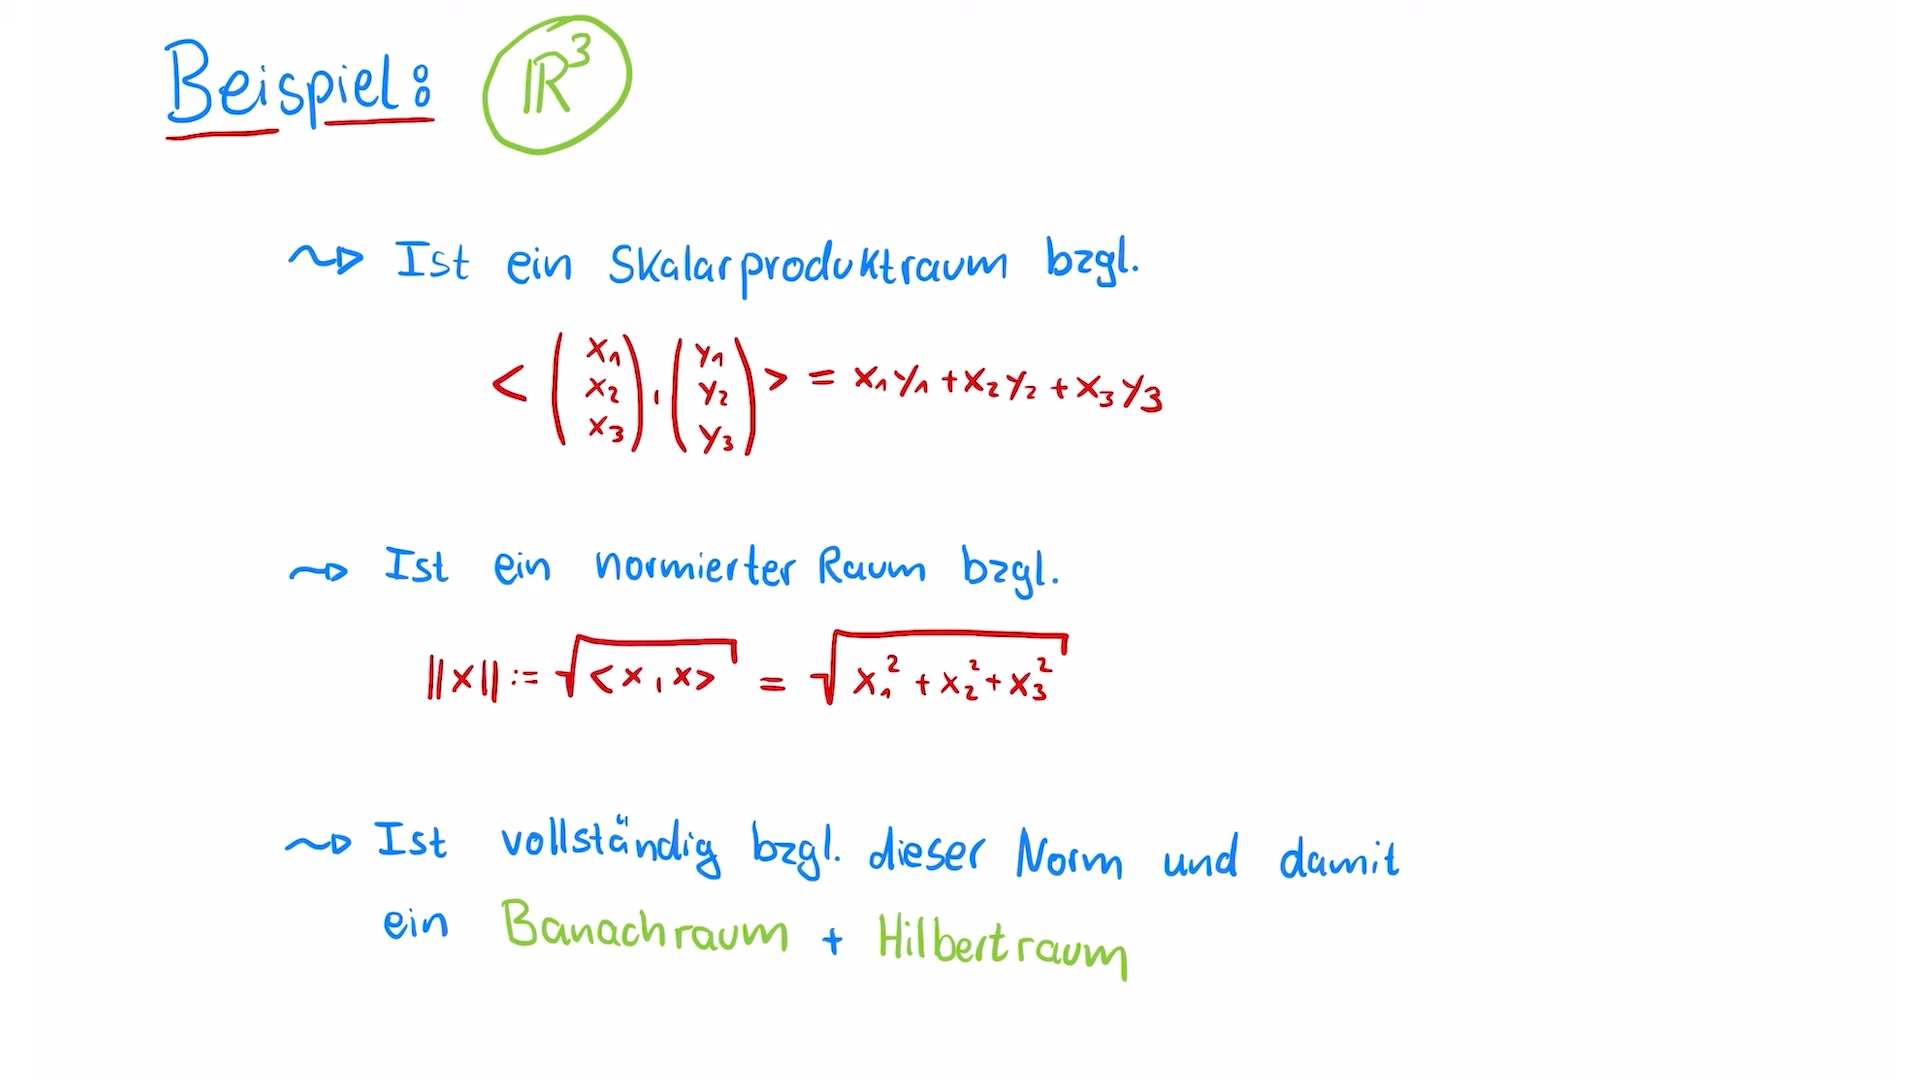 Beispiel: ℝ³
⇝ Ist ein Skalarproduktraum bzgl.
< (x₁ x₂ x₃), (y₁ y₂ y₃) > = x₁y₁ + x₂y₂ + x₃y₃
⇝ Ist ein normierter Raum bzgl.
||x|| := √<x,x> = √x₁² + x₂² + x₃²
⇝ Ist vollständig bzgl. dieser Norm und damit
ein Banachraum + Hilbertraum